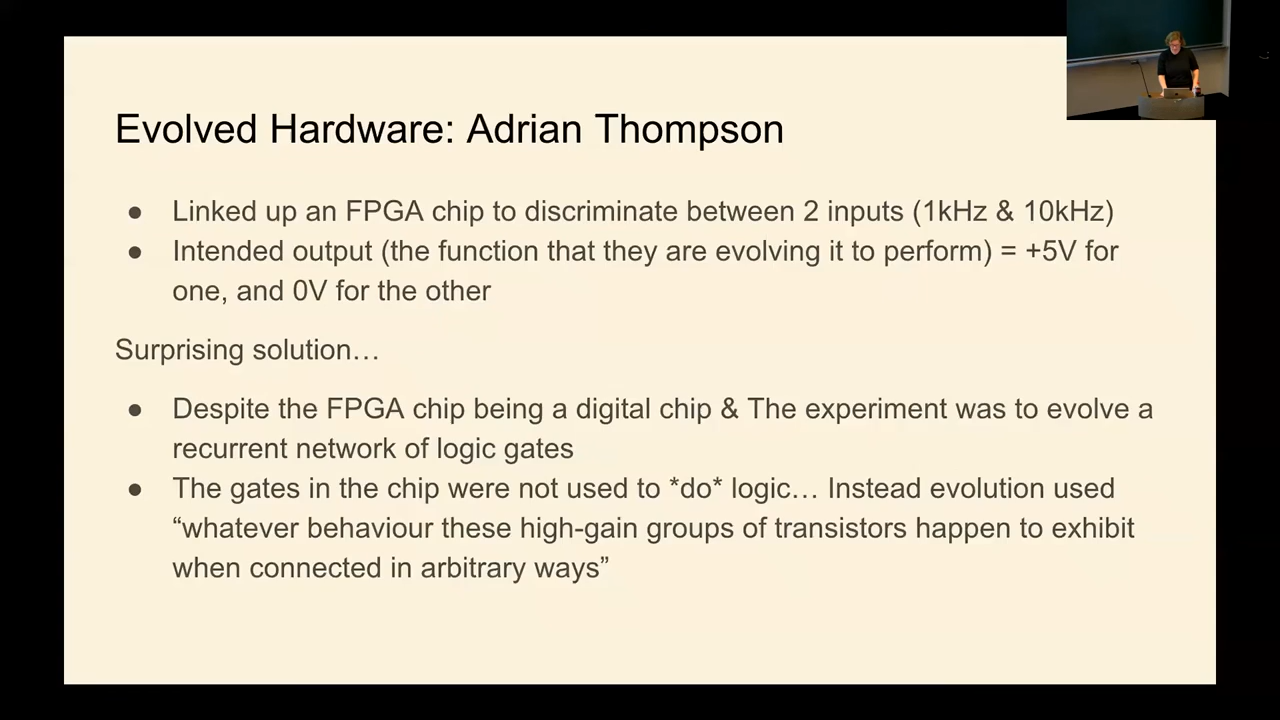 Evolved Hardware: Adrian Thompson
● Linked up an FPGA chip to discriminate between 2 inputs (1kHz & 10kHz)
● Intended output (the function that they are evolving it to perform) = +5V for
one, and 0V for the other
Surprising solution…
● Despite the FPGA chip being a digital chip & The experiment was to evolve a
recurrent network of logic gates
● The gates in the chip were not used to *do* logic… Instead evolution used
“whatever behaviour these high-gain groups of transistors happen to exhibit
when connected in arbitrary ways”